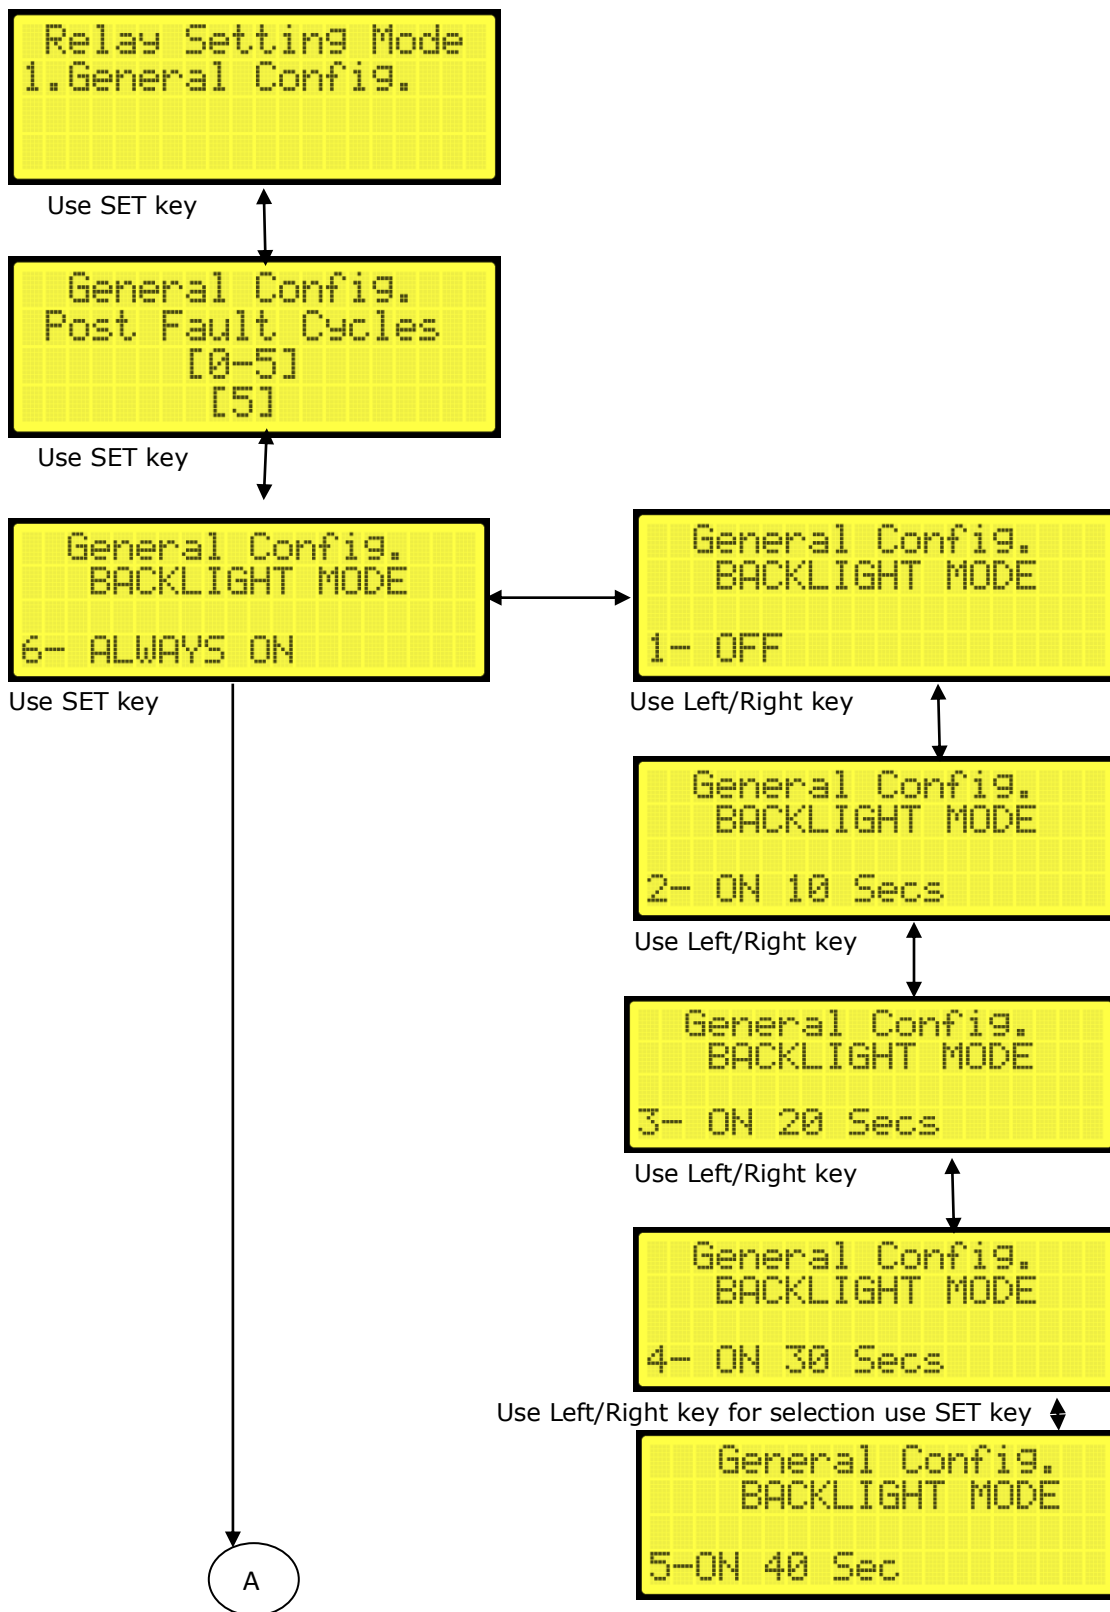 Relay Setting Mode
1.General Config.
Use SET key
General Config.
Post Fault Cycles
[0-5]
[5]
Use SET key
General Config.
BACKLIGHT MODE
6- ALWAYS ON
Use SET key
General Config.
BACKLIGHT MODE
1- OFF
Use Left/Right key
General Config.
BACKLIGHT MODE
2- ON 10 Secs
Use Left/Right key
General Config.
BACKLIGHT MODE
3- ON 20 Secs
Use Left/Right key
General Config.
BACKLIGHT MODE
4- ON 30 Secs
Use Left/Right key for selection use SET key
General Config.
BACKLIGHT MODE
5-ON 40 Sec
A